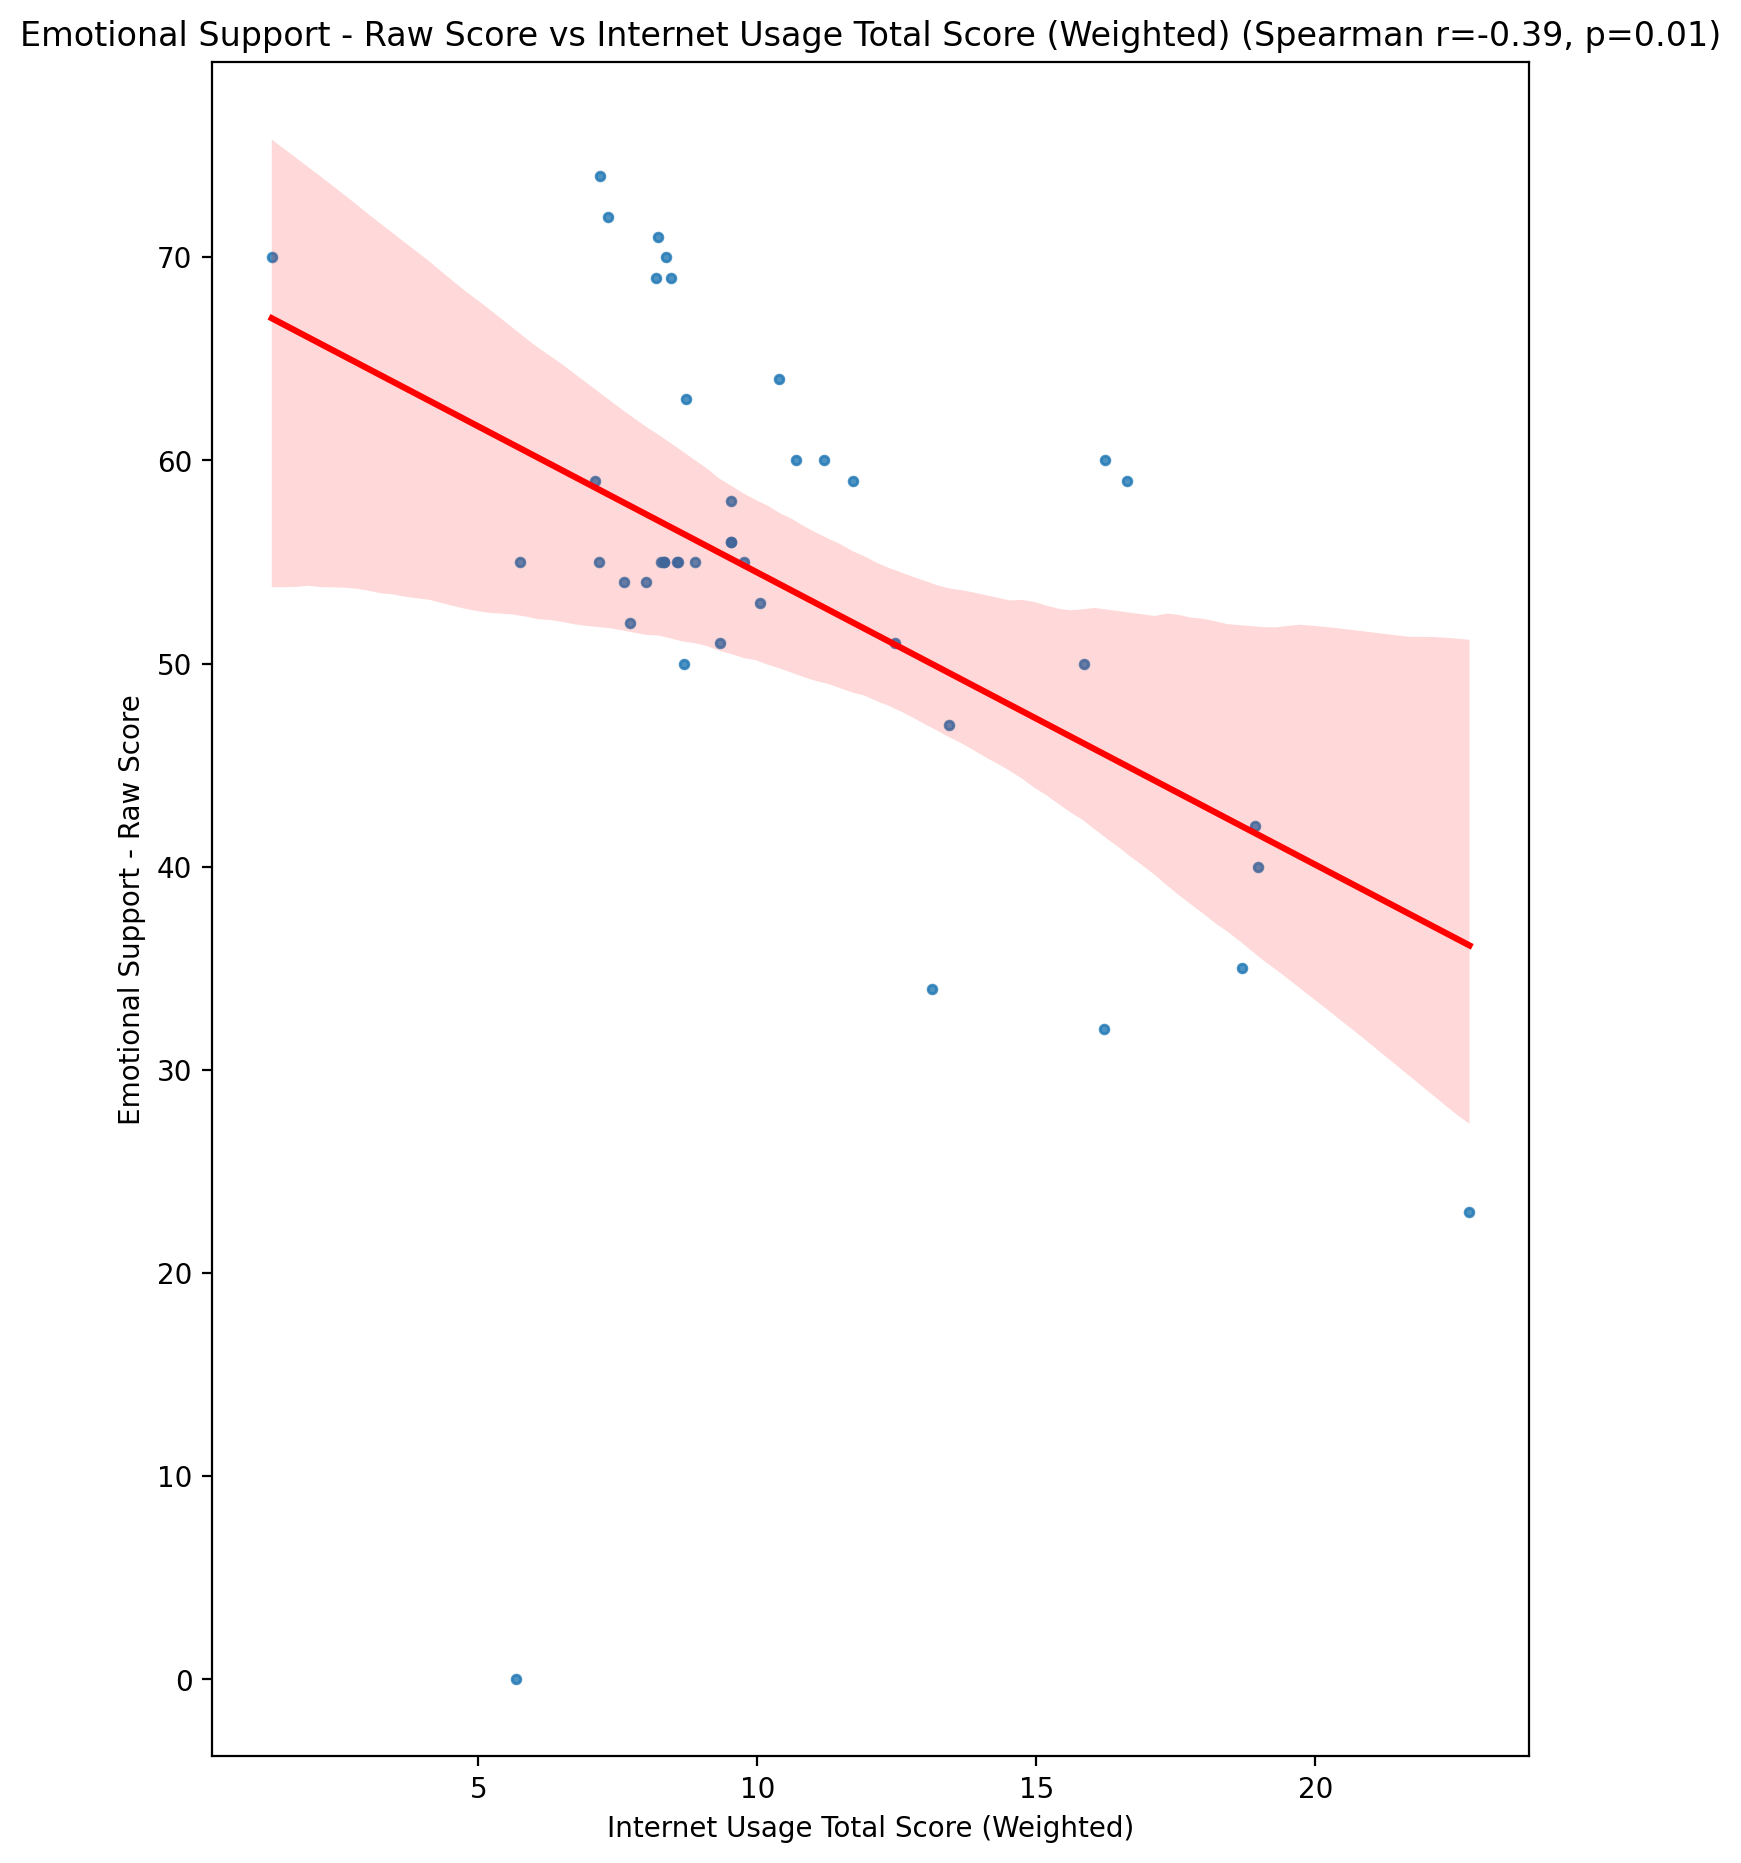 Emotional Support - Raw Score vs Internet Usage Total Score (Weighted) (Spearman r=-0.39, p=0.01)
Emotional Support - Raw Score
70
60
50
40
30
20
10
0
5 10 15 20
Internet Usage Total Score (Weighted)